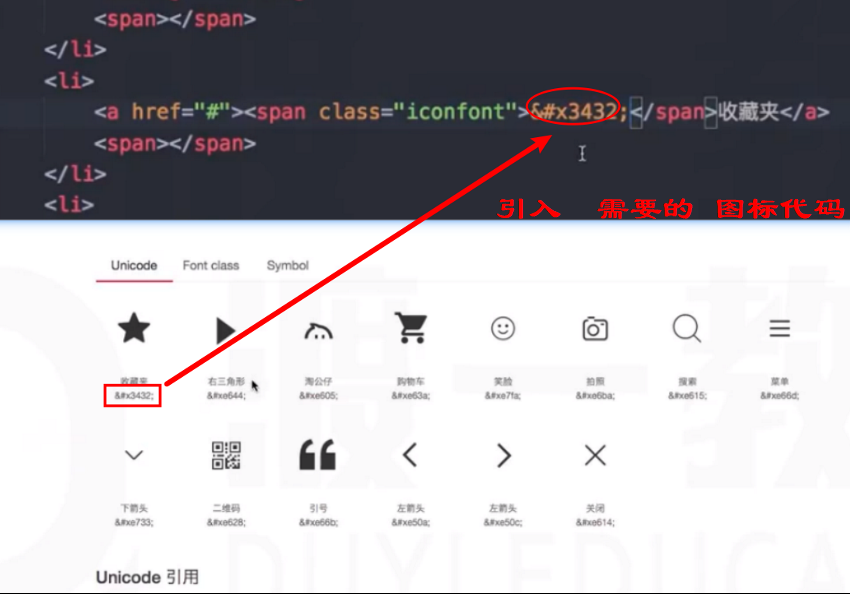 <span></span>
</li>
<li>
<a href="#"><span class="iconfont">&#x3432;</span>收藏夹</a>
<span></span>
</li>
<li>
引入 需要的 图标代码
Unicode Font class Symbol
收藏夹 右三角形 淘公仔 购物车 笑脸 拍照 搜索 菜单
&#x3432; &#xe644; &#xe605; &#xe63a; &#xe7fa; &#xe6ba; &#xe615; &#xe66d;
下箭头 二维码 引号 左箭头 左箭头 关闭
&#xe733; &#xe628; &#xe66b; &#xe50a; &#xe50c; &#xe614;
Unicode 引用
DUYI EDUCA